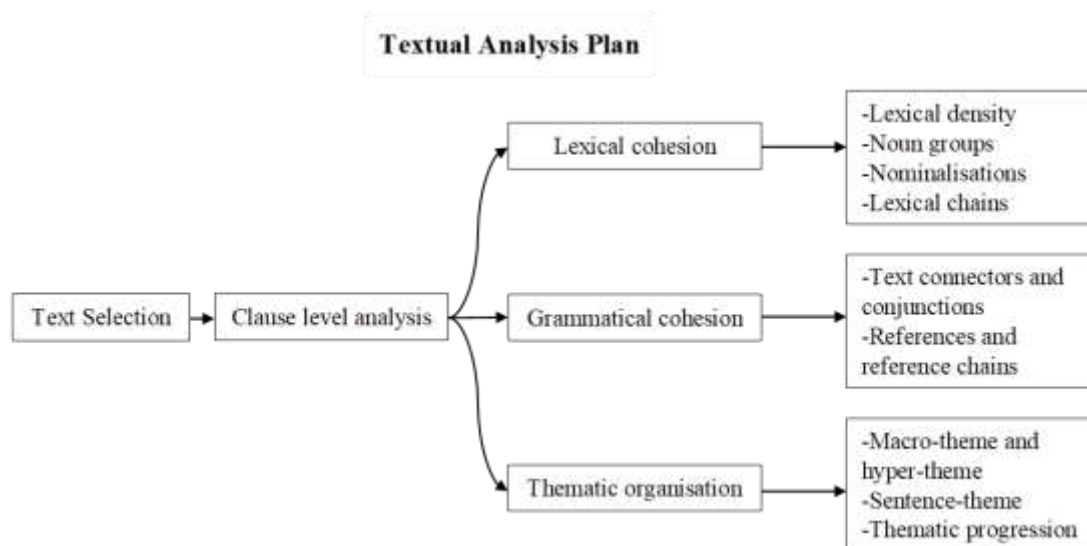 Textual Analysis Plan
Text Selection
Clause level analysis
Lexical cohesion
-Lexical density
-Noun groups
-Nominalisations
-Lexical chains
Grammatical cohesion
-Text connectors and
conjunctions
-References and
reference chains
Thematic organisation
-Macro-theme and
hyper-theme
-Sentence-theme
-Thematic progression